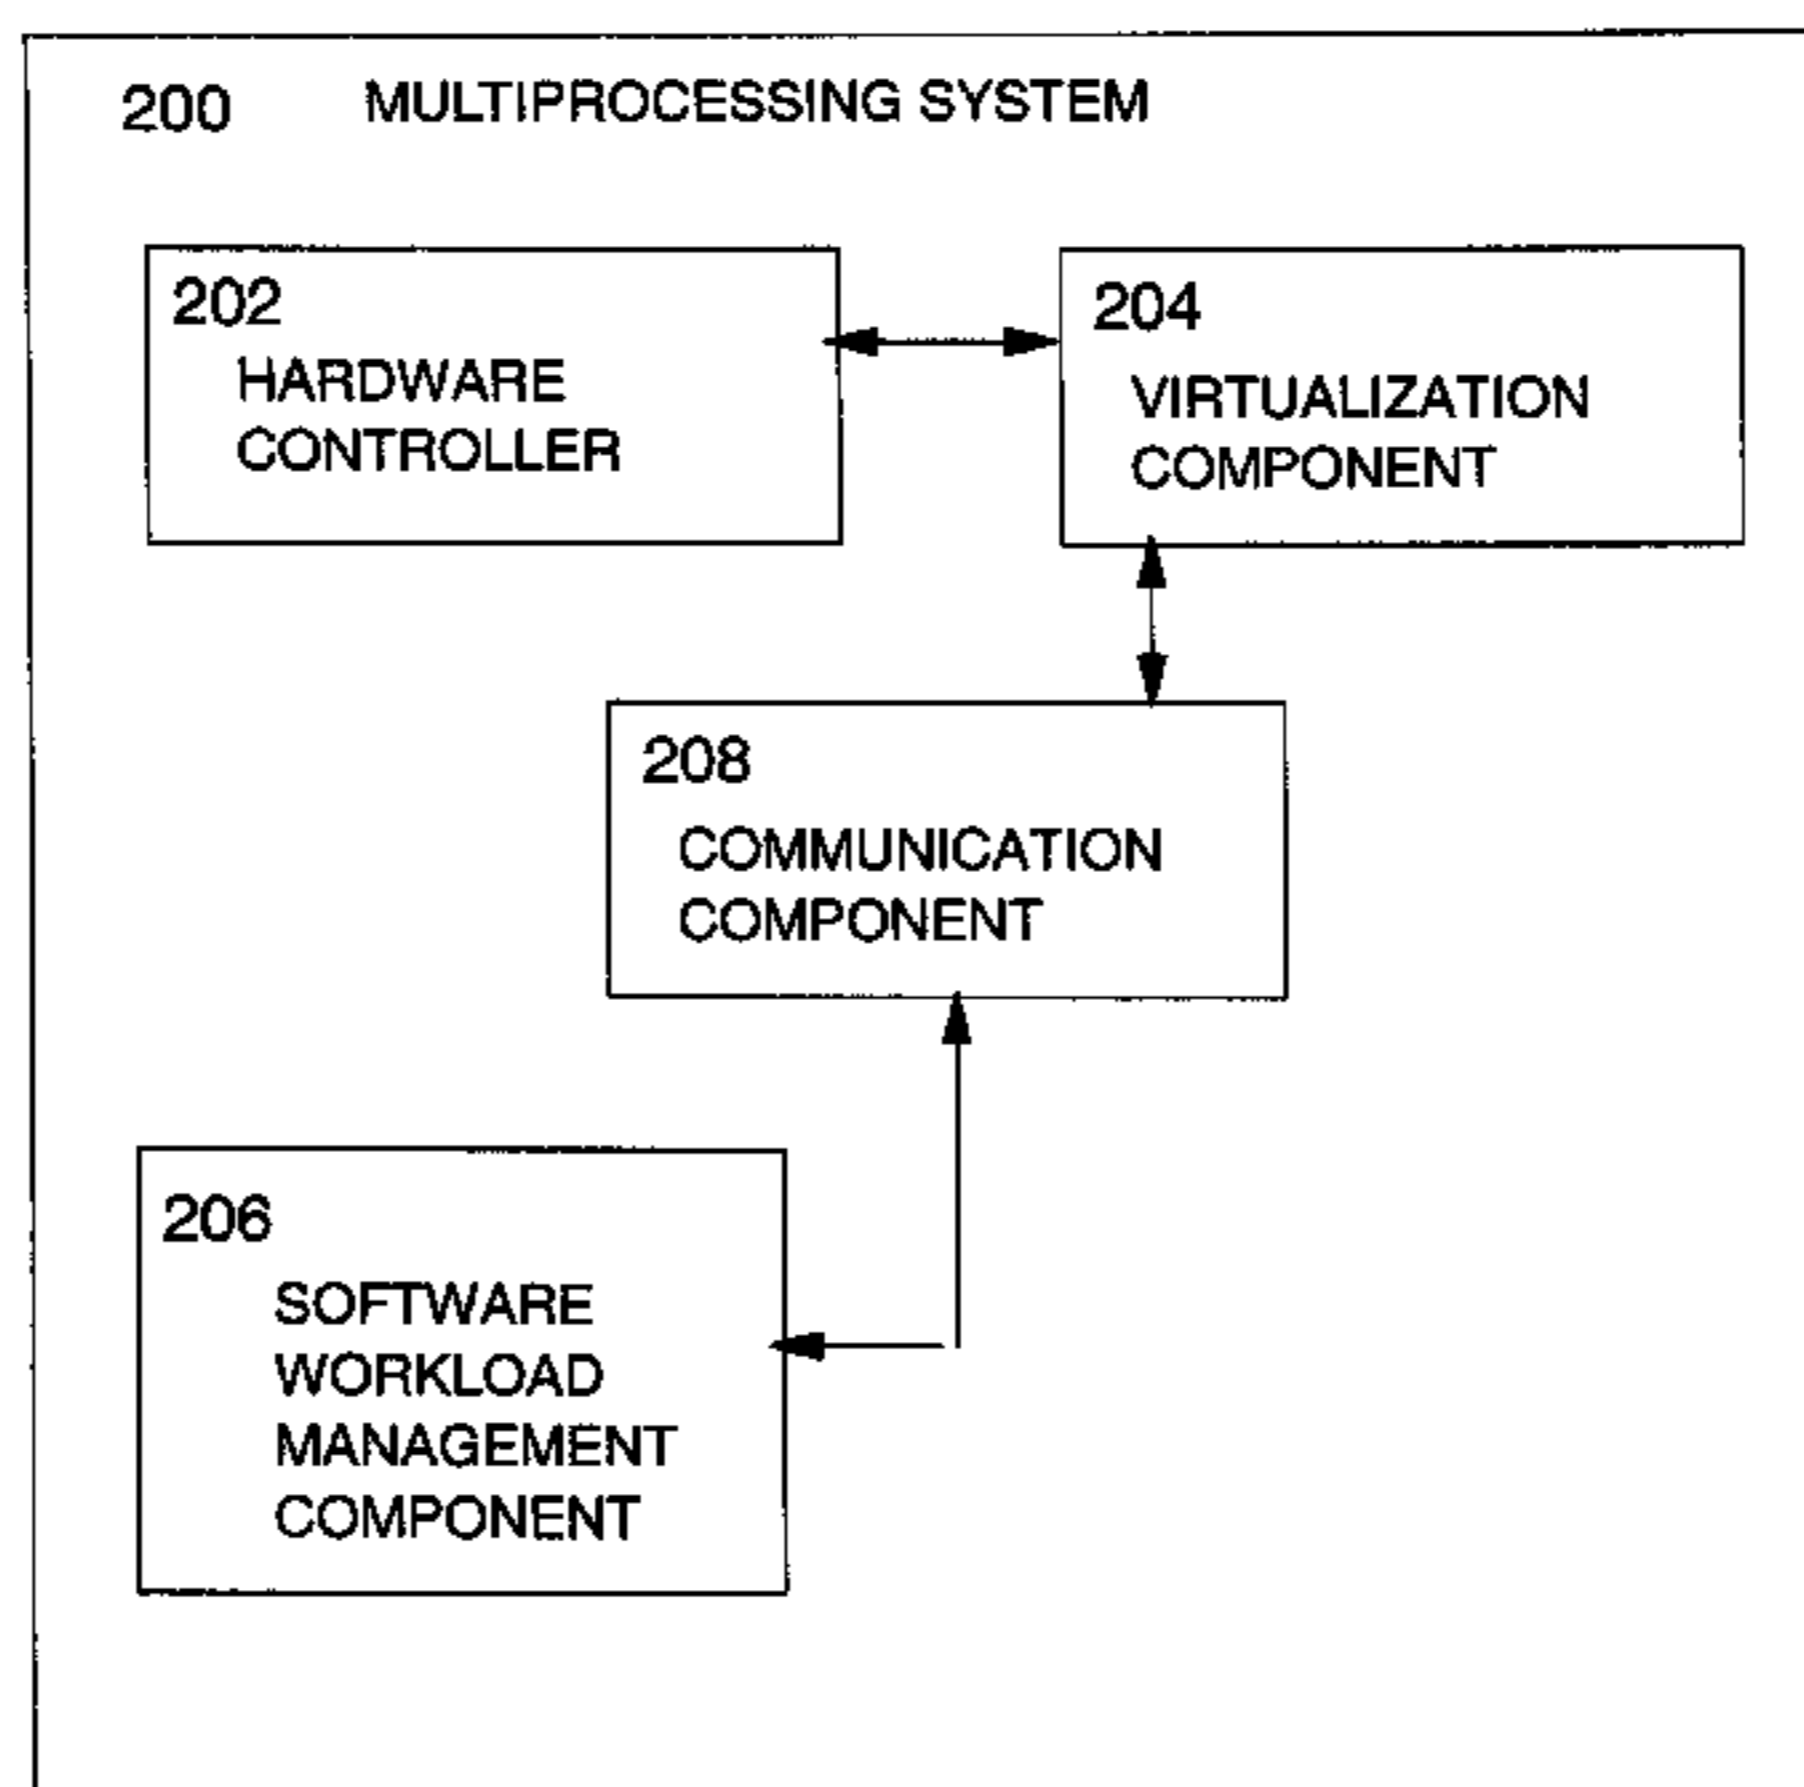 200 MULTIPROCESSING SYSTEM
202
HARDWARE
CONTROLLER
204
VIRTUALIZATION
COMPONENT
208
COMMUNICATION
COMPONENT
206
SOFTWARE
WORKLOAD
MANAGEMENT
COMPONENT